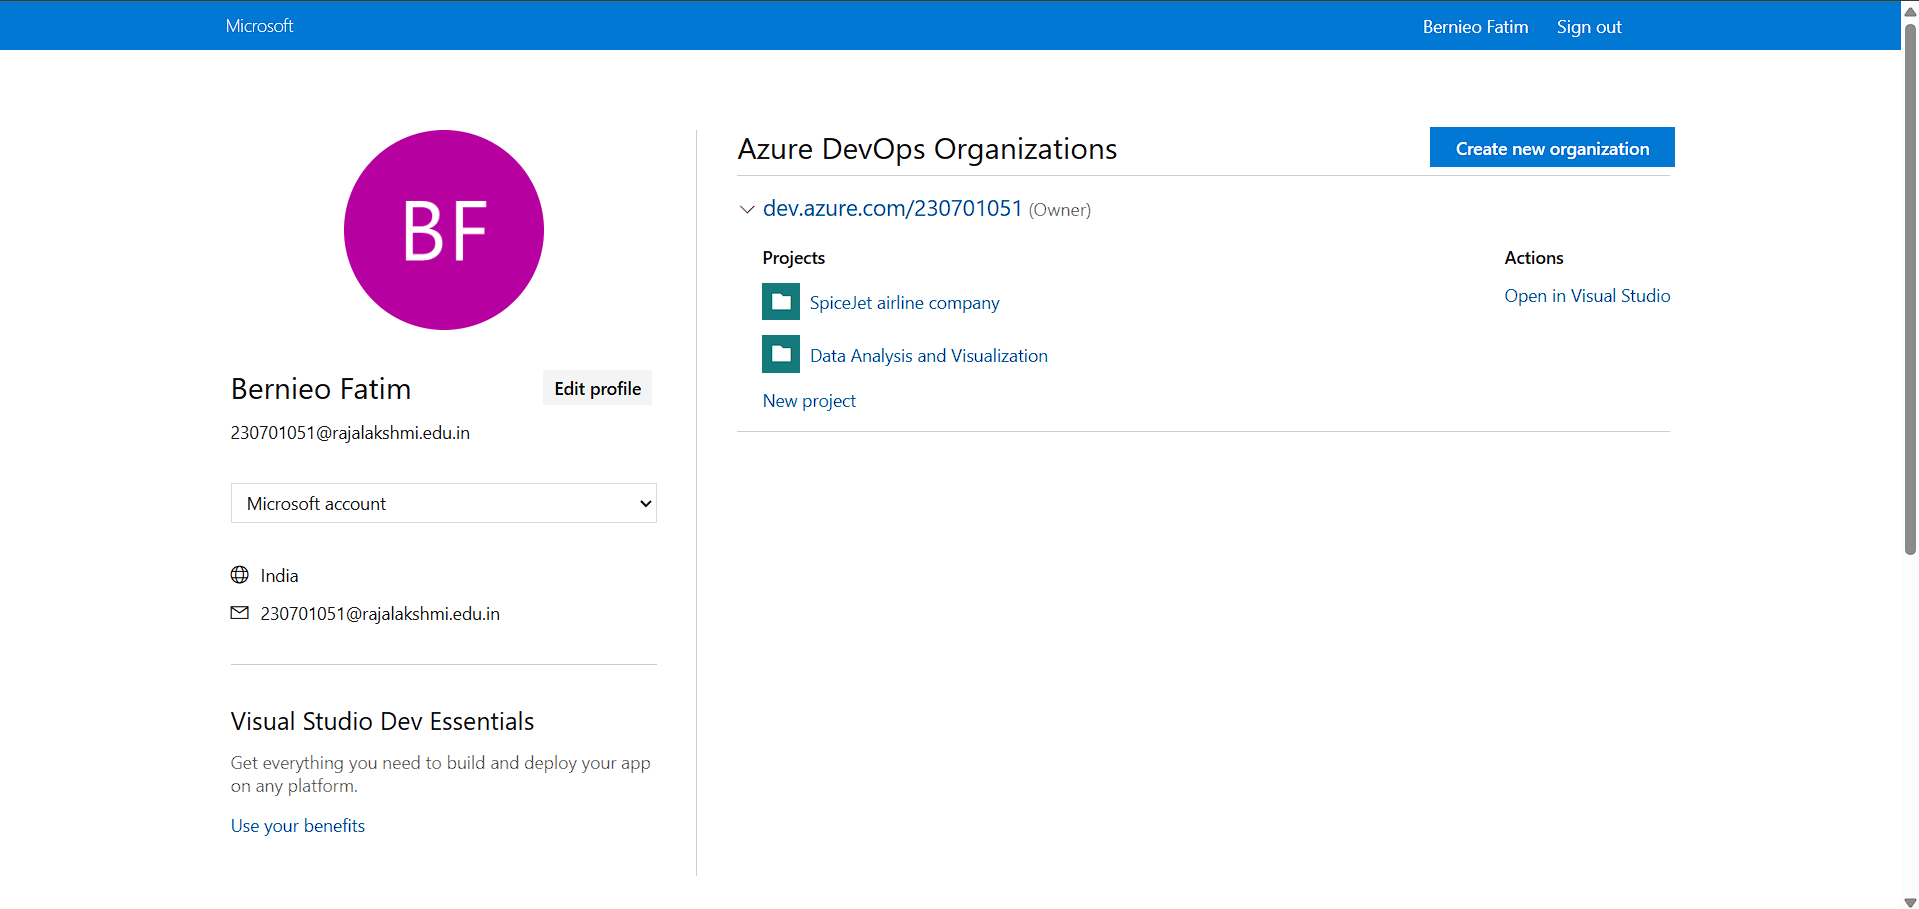 Microsoft
Bernieo Fatim
Sign out
BF
Bernieo Fatim
Edit profile
230701051@rajalakshmi.edu.in
Microsoft account
India
230701051@rajalakshmi.edu.in
Visual Studio Dev Essentials
Get everything you need to build and deploy your app
on any platform.
Use your benefits
Azure DevOps Organizations
Create new organization
dev.azure.com/230701051 (Owner)
Projects
Actions
SpiceJet airline company
Open in Visual Studio
Data Analysis and Visualization
New project